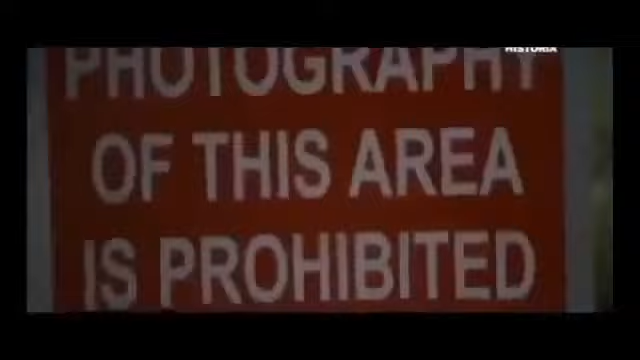 HISTORIA
PHOTOGRAPHY
OF THIS AREA
IS PROHIBITED